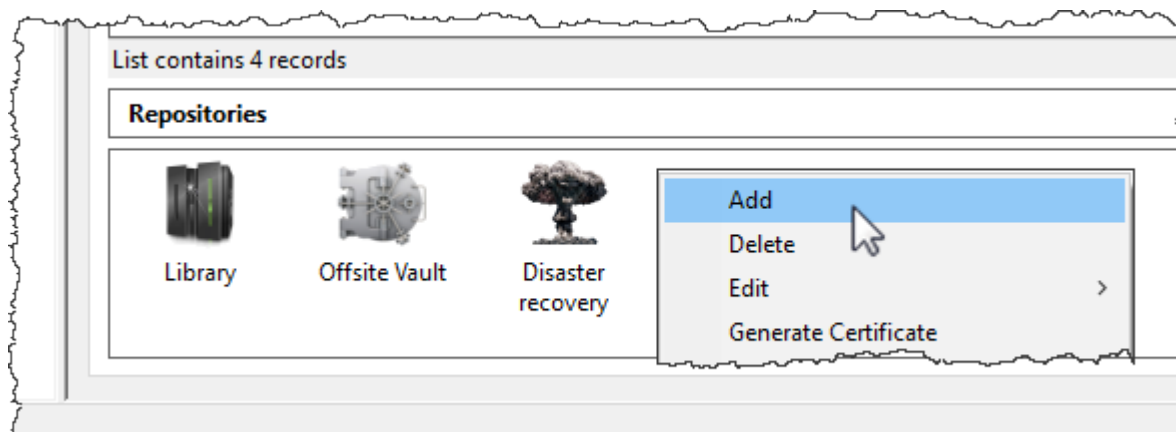 List contains 4 records
Repositories
Library
Offsite Vault
Disaster
recovery
Add
Delete
Edit
Generate Certificate